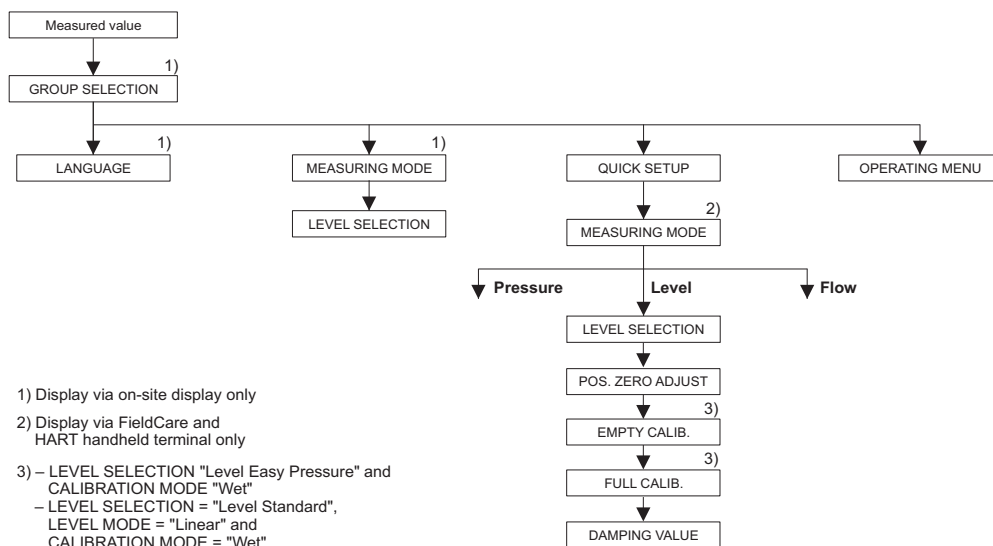 Measured value
1)
GROUP SELECTION
1)
1)
LANGUAGE
MEASURING MODE
QUICK SETUP
OPERATING MENU
2)
LEVEL SELECTION
MEASURING MODE
Pressure
Level
Flow
LEVEL SELECTION
POS. ZERO ADJUST
3)
EMPTY CALIB.
3)
FULL CALIB.
DAMPING VALUE
1) Display via on-site display only
2) Display via FieldCare and
HART handheld terminal only
3) – LEVEL SELECTION "Level Easy Pressure" and
CALIBRATION MODE "Wet"
– LEVEL SELECTION = "Level Standard",
LEVEL MODE = "Linear" and
CALIBRATION MODE = "Wet"